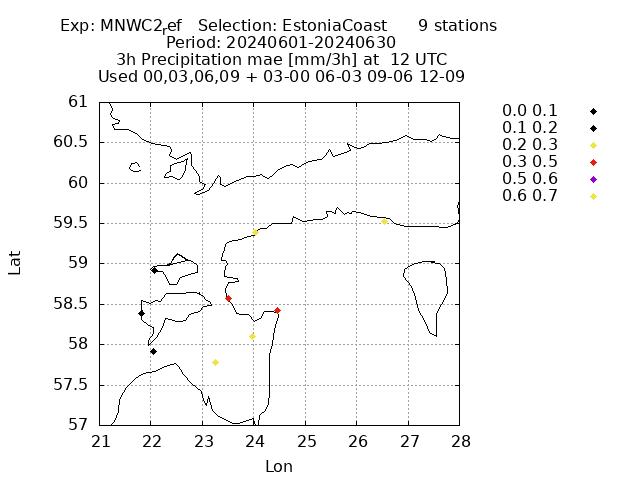 Exp: MNWC2ref Selection: EstoniaCoast 9 stations
Period: 20240601-20240630
3h Precipitation mae [mm/3h] at 12 UTC
Used 00,03,06,09 + 03-00 06-03 09-06 12-09
0.0 0.1
0.1 0.2
0.2 0.3
0.3 0.5
0.5 0.6
0.6 0.7
Lat
61
60.5
60
59.5
59
58.5
58
57.5
57
21 22 23 24 25 26 27 28
Lon